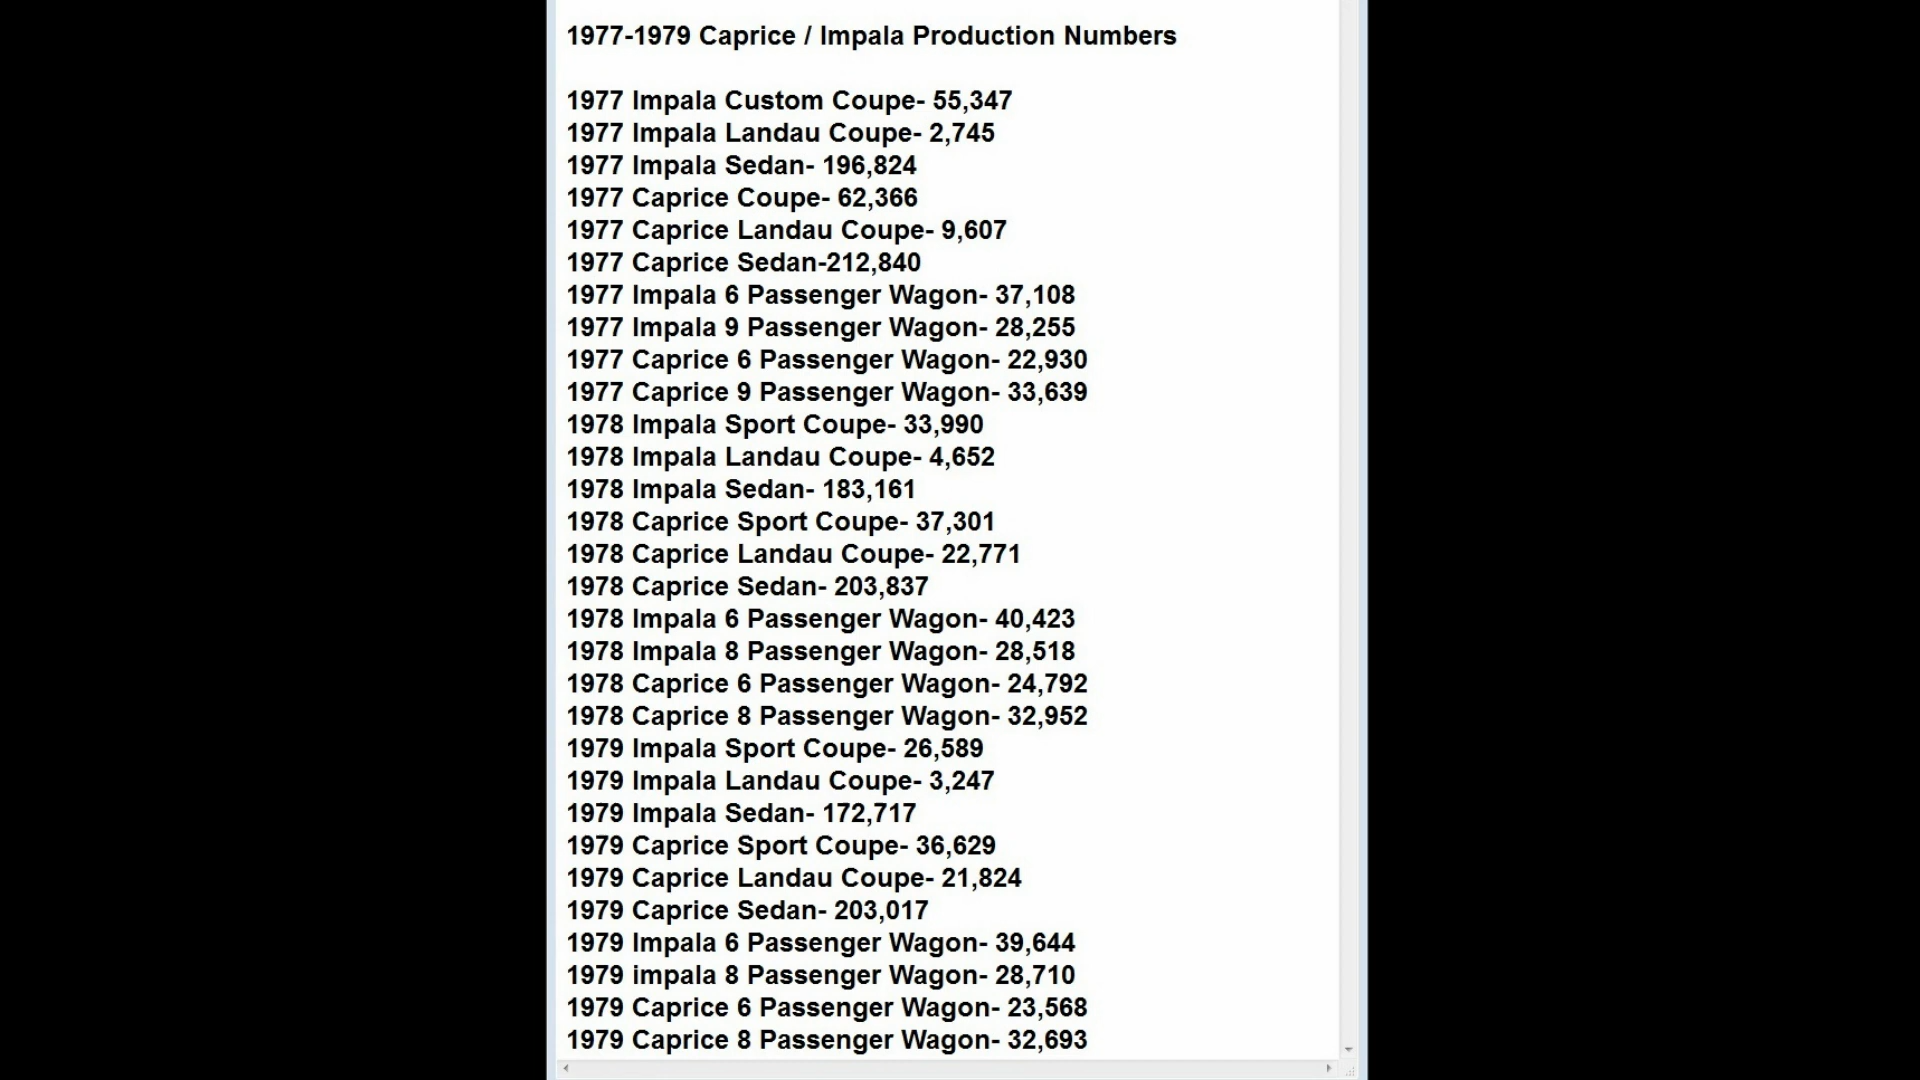 1977-1979 Caprice / Impala Production Numbers
1977 Impala Custom Coupe- 55,347
1977 Impala Landau Coupe- 2,745
1977 Impala Sedan- 196,824
1977 Caprice Coupe- 62,366
1977 Caprice Landau Coupe- 9,607
1977 Caprice Sedan-212,840
1977 Impala 6 Passenger Wagon- 37,108
1977 Impala 9 Passenger Wagon- 28,255
1977 Caprice 6 Passenger Wagon- 22,930
1977 Caprice 9 Passenger Wagon- 33,639
1978 Impala Sport Coupe- 33,990
1978 Impala Landau Coupe- 4,652
1978 Impala Sedan- 183,161
1978 Caprice Sport Coupe- 37,301
1978 Caprice Landau Coupe- 22,771
1978 Caprice Sedan- 203,837
1978 Impala 6 Passenger Wagon- 40,423
1978 Impala 8 Passenger Wagon- 28,518
1978 Caprice 6 Passenger Wagon- 24,792
1978 Caprice 8 Passenger Wagon- 32,952
1979 Impala Sport Coupe- 26,589
1979 Impala Landau Coupe- 3,247
1979 Impala Sedan- 172,717
1979 Caprice Sport Coupe- 36,629
1979 Caprice Landau Coupe- 21,824
1979 Caprice Sedan- 203,017
1979 Impala 6 Passenger Wagon- 39,644
1979 impala 8 Passenger Wagon- 28,710
1979 Caprice 6 Passenger Wagon- 23,568
1979 Caprice 8 Passenger Wagon- 32,693